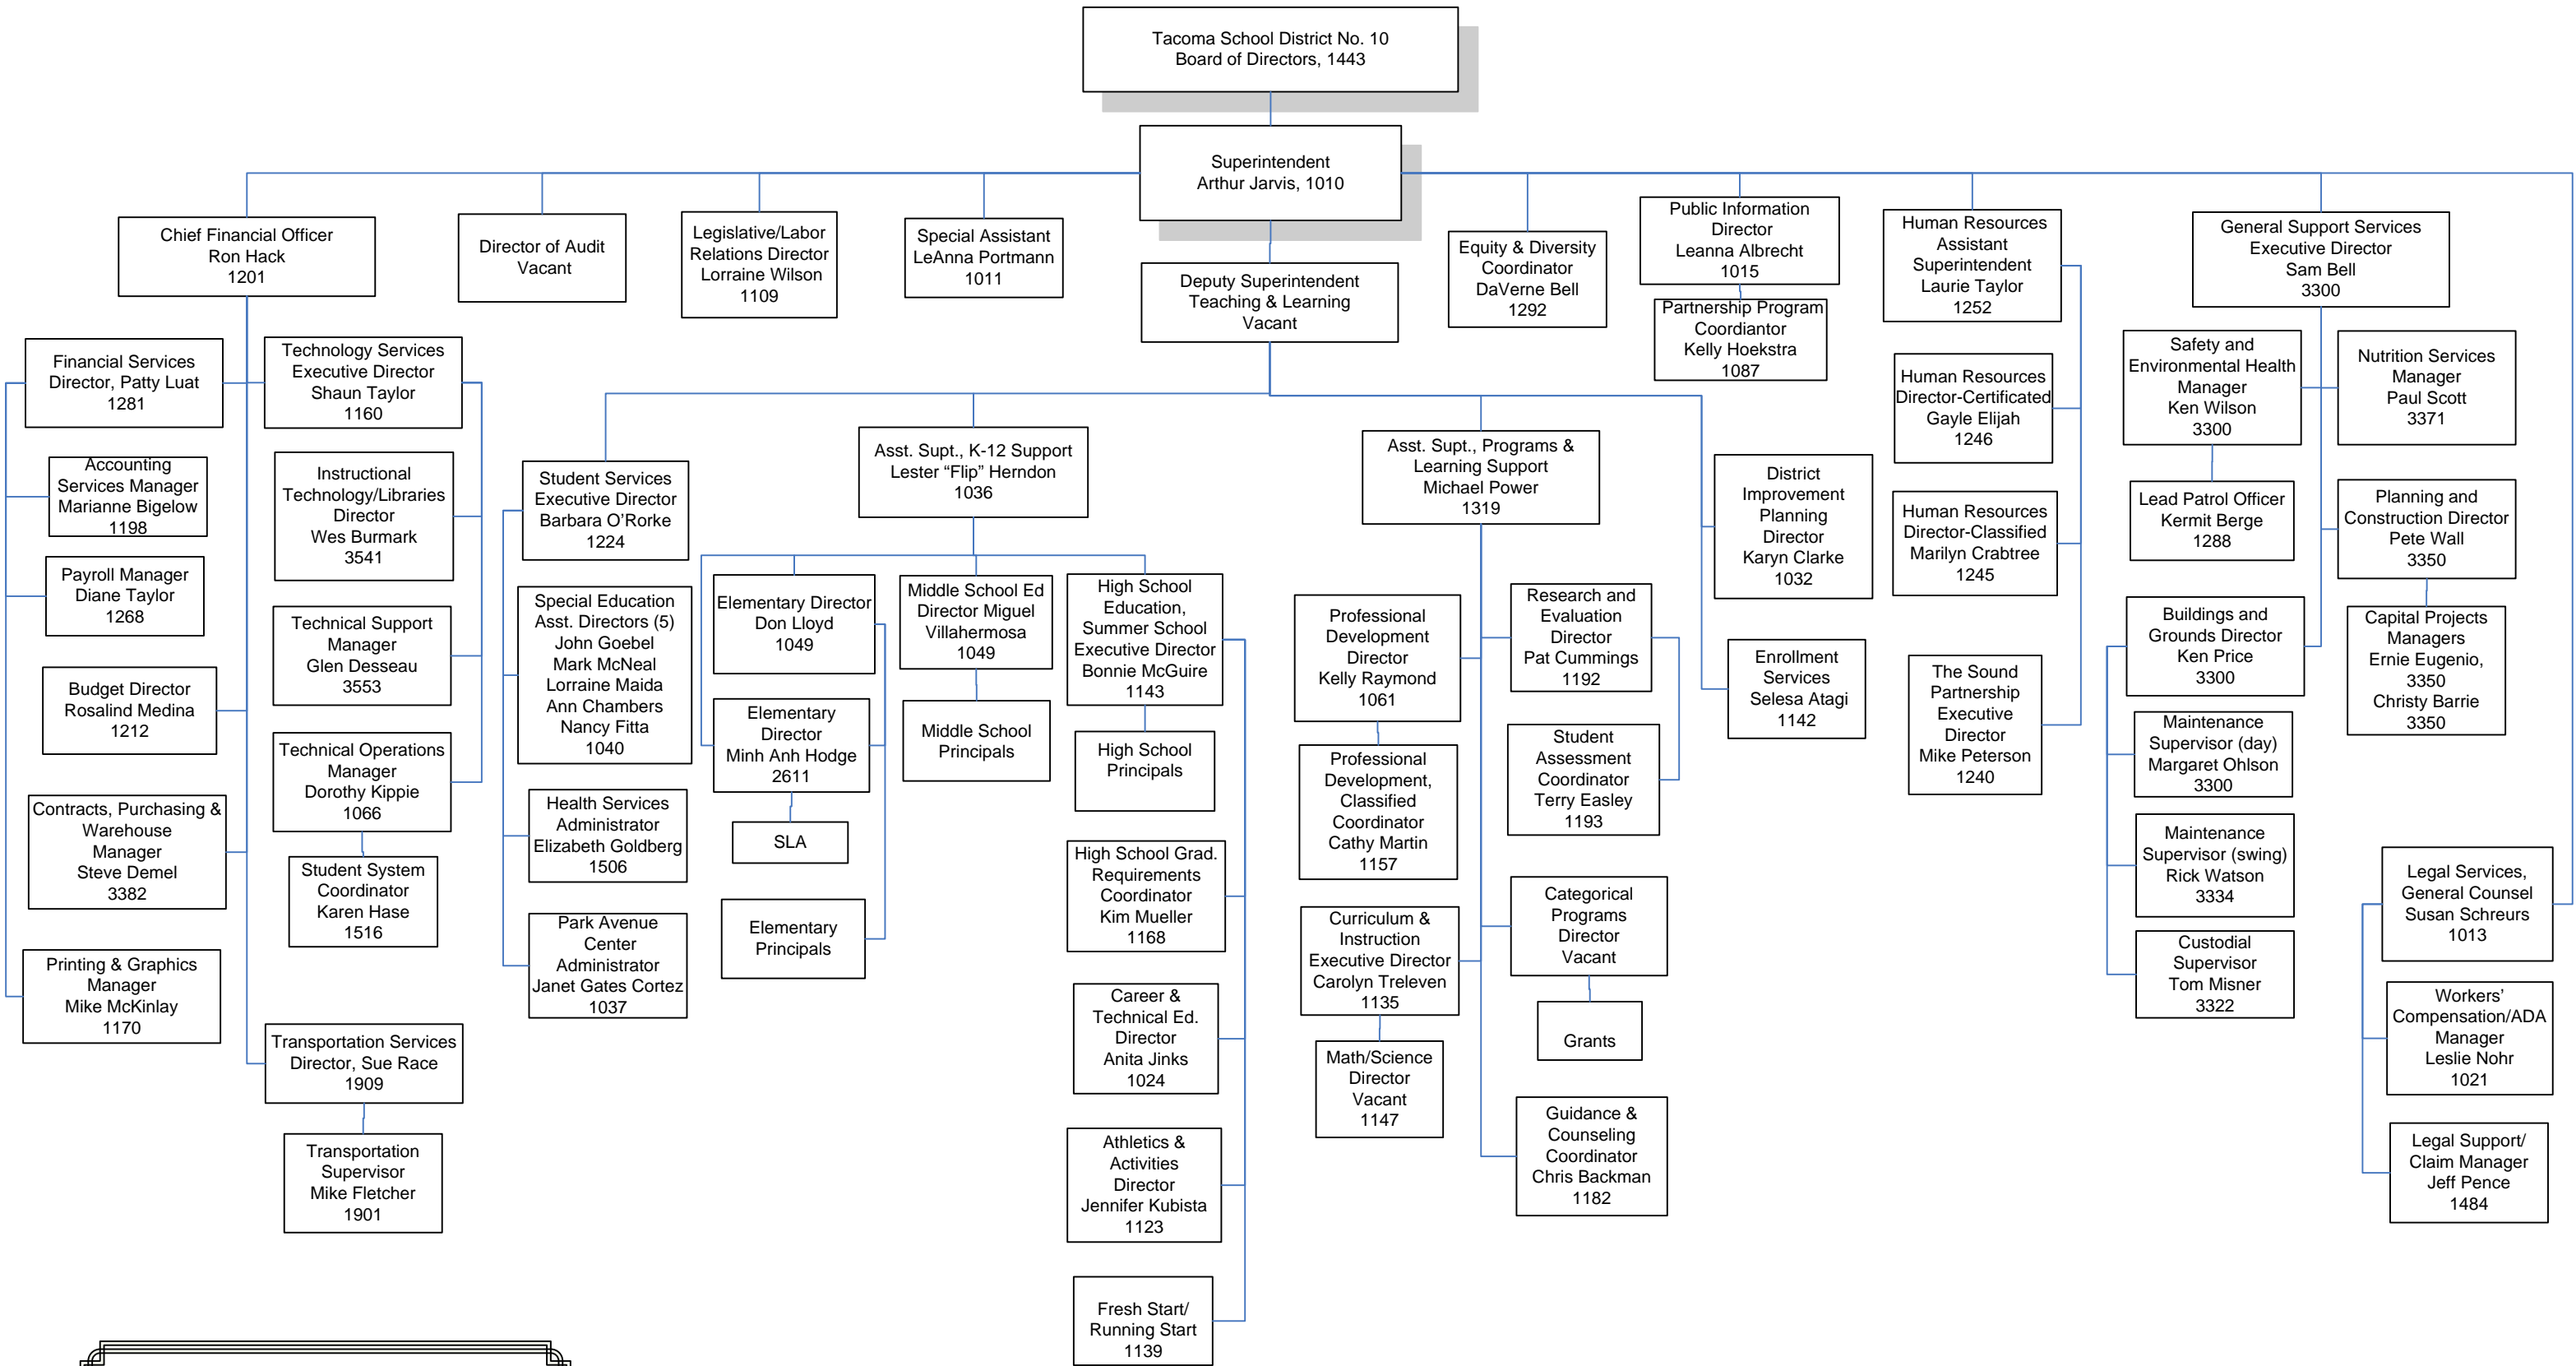 Tacoma School District No. 10
Board of Directors, 1443
Superintendent
Arthur Jarvis, 1010
Chief Financial Officer
Ron Hack
1201
Director of Audit
Vacant
Legislative/Labor
Relations Director
Lorraine Wilson
1109
Special Assistant
LeAnna Portmann
1011
Deputy Superintendent
Teaching & Learning
Vacant
Equity & Diversity
Coordinator
DaVerne Bell
1292
Public Information
Director
Leanna Albrecht
1015
Partnership Program
Coordiantor
Kelly Hoekstra
1087
Human Resources
Assistant
Superintendent
Laurie Taylor
1252
General Support Services
Executive Director
Sam Bell
3300
Financial Services
Director, Patty Luat
1281
Accounting
Services Manager
Marianne Bigelow
1198
Payroll Manager
Diane Taylor
1268
Budget Director
Rosalind Medina
1212
Contracts, Purchasing &
Warehouse
Manager
Steve Demel
3382
Printing & Graphics
Manager
Mike McKinlay
1170
Technology Services
Executive Director
Shaun Taylor
1160
Instructional
Technology/Libraries
Director
Wes Burmark
3541
Technical Support
Manager
Glen Desseau
3553
Technical Operations
Manager
Dorothy Kippie
1066
Student System
Coordinator
Karen Hase
1516
Transportation Services
Director, Sue Race
1909
Transportation
Supervisor
Mike Fletcher
1901
Student Services
Executive Director
Barbara O’Rorke
1224
Special Education
Asst. Directors (5)
John Goebel
Mark McNeal
Lorraine Maida
Ann Chambers
Nancy Fitta
1040
Health Services
Administrator
Elizabeth Goldberg
1506
Park Avenue
Center
Administrator
Janet Gates Cortez
1037
Asst. Supt., K-12 Support
Lester “Flip” Herndon
1036
Elementary Director
Don Lloyd
1049
Elementary
Director
Minh Anh Hodge
2611
SLA
Elementary
Principals
Middle School Ed
Director Miguel
Villahermosa
1049
Middle School
Principals
High School
Education,
Summer School
Executive Director
Bonnie McGuire
1143
High School
Principals
High School Grad.
Requirements
Coordinator
Kim Mueller
1168
Career &
Technical Ed.
Director
Anita Jinks
1024
Athletics &
Activities
Director
Jennifer Kubista
1123
Fresh Start/
Running Start
1139
Asst. Supt., Programs &
Learning Support
Michael Power
1319
Professional
Development
Director
Kelly Raymond
1061
Professional
Development,
Classified
Coordinator
Cathy Martin
1157
Curriculum &
Instruction
Executive Director
Carolyn Treleven
1135
Math/Science
Director
Vacant
1147
Research and
Evaluation
Director
Pat Cummings
1192
Student
Assessment
Coordinator
Terry Easley
1193
Categorical
Programs
Director
Vacant
Grants
Guidance &
Counseling
Coordinator
Chris Backman
1182
District
Improvement
Planning
Director
Karyn Clarke
1032
Enrollment
Services
Selesa Atagi
1142
Human Resources
Director-Certificated
Gayle Elijah
1246
Human Resources
Director-Classified
Marilyn Crabtree
1245
The Sound
Partnership
Executive
Director
Mike Peterson
1240
Safety and
Environmental Health
Manager
Ken Wilson
3300
Lead Patrol Officer
Kermit Berge
1288
Buildings and
Grounds Director
Ken Price
3300
Maintenance
Supervisor (day)
Margaret Ohlson
3300
Maintenance
Supervisor (swing)
Rick Watson
3334
Custodial
Supervisor
Tom Misner
3322
Nutrition Services
Manager
Paul Scott
3371
Planning and
Construction Director
Pete Wall
3350
Capital Projects
Managers
Ernie Eugenio,
3350
Christy Barrie
3350
Legal Services,
General Counsel
Susan Schreurs
1013
Workers’
Compensation/ADA
Manager
Leslie Nohr
1021
Legal Support/
Claim Manager
Jeff Pence
1484